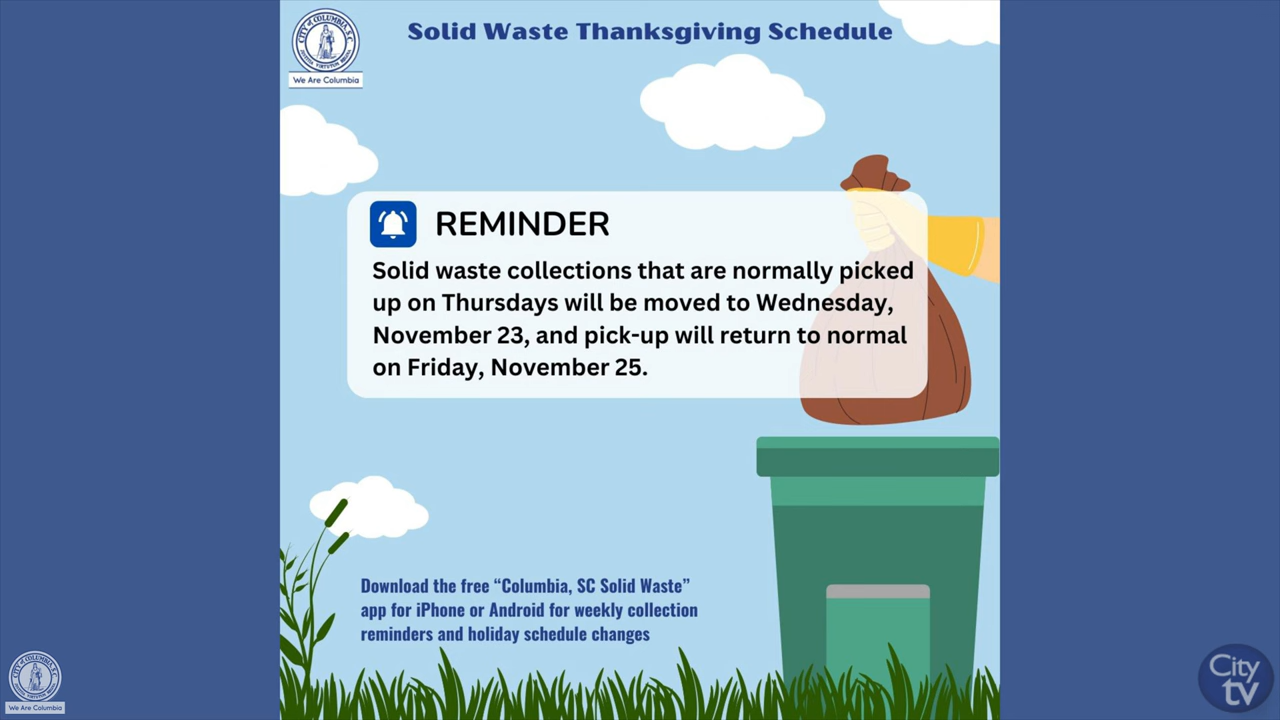 Solid Waste Thanksgiving Schedule
We Are Columbia
REMINDER
Solid waste collections that are normally picked
up on Thursdays will be moved to Wednesday,
November 23, and pick-up will return to normal
on Friday, November 25.
Download the free “Columbia, SC Solid Waste”
app for iPhone or Android for weekly collection
reminders and holiday schedule changes
We Are Columbia
City
tv